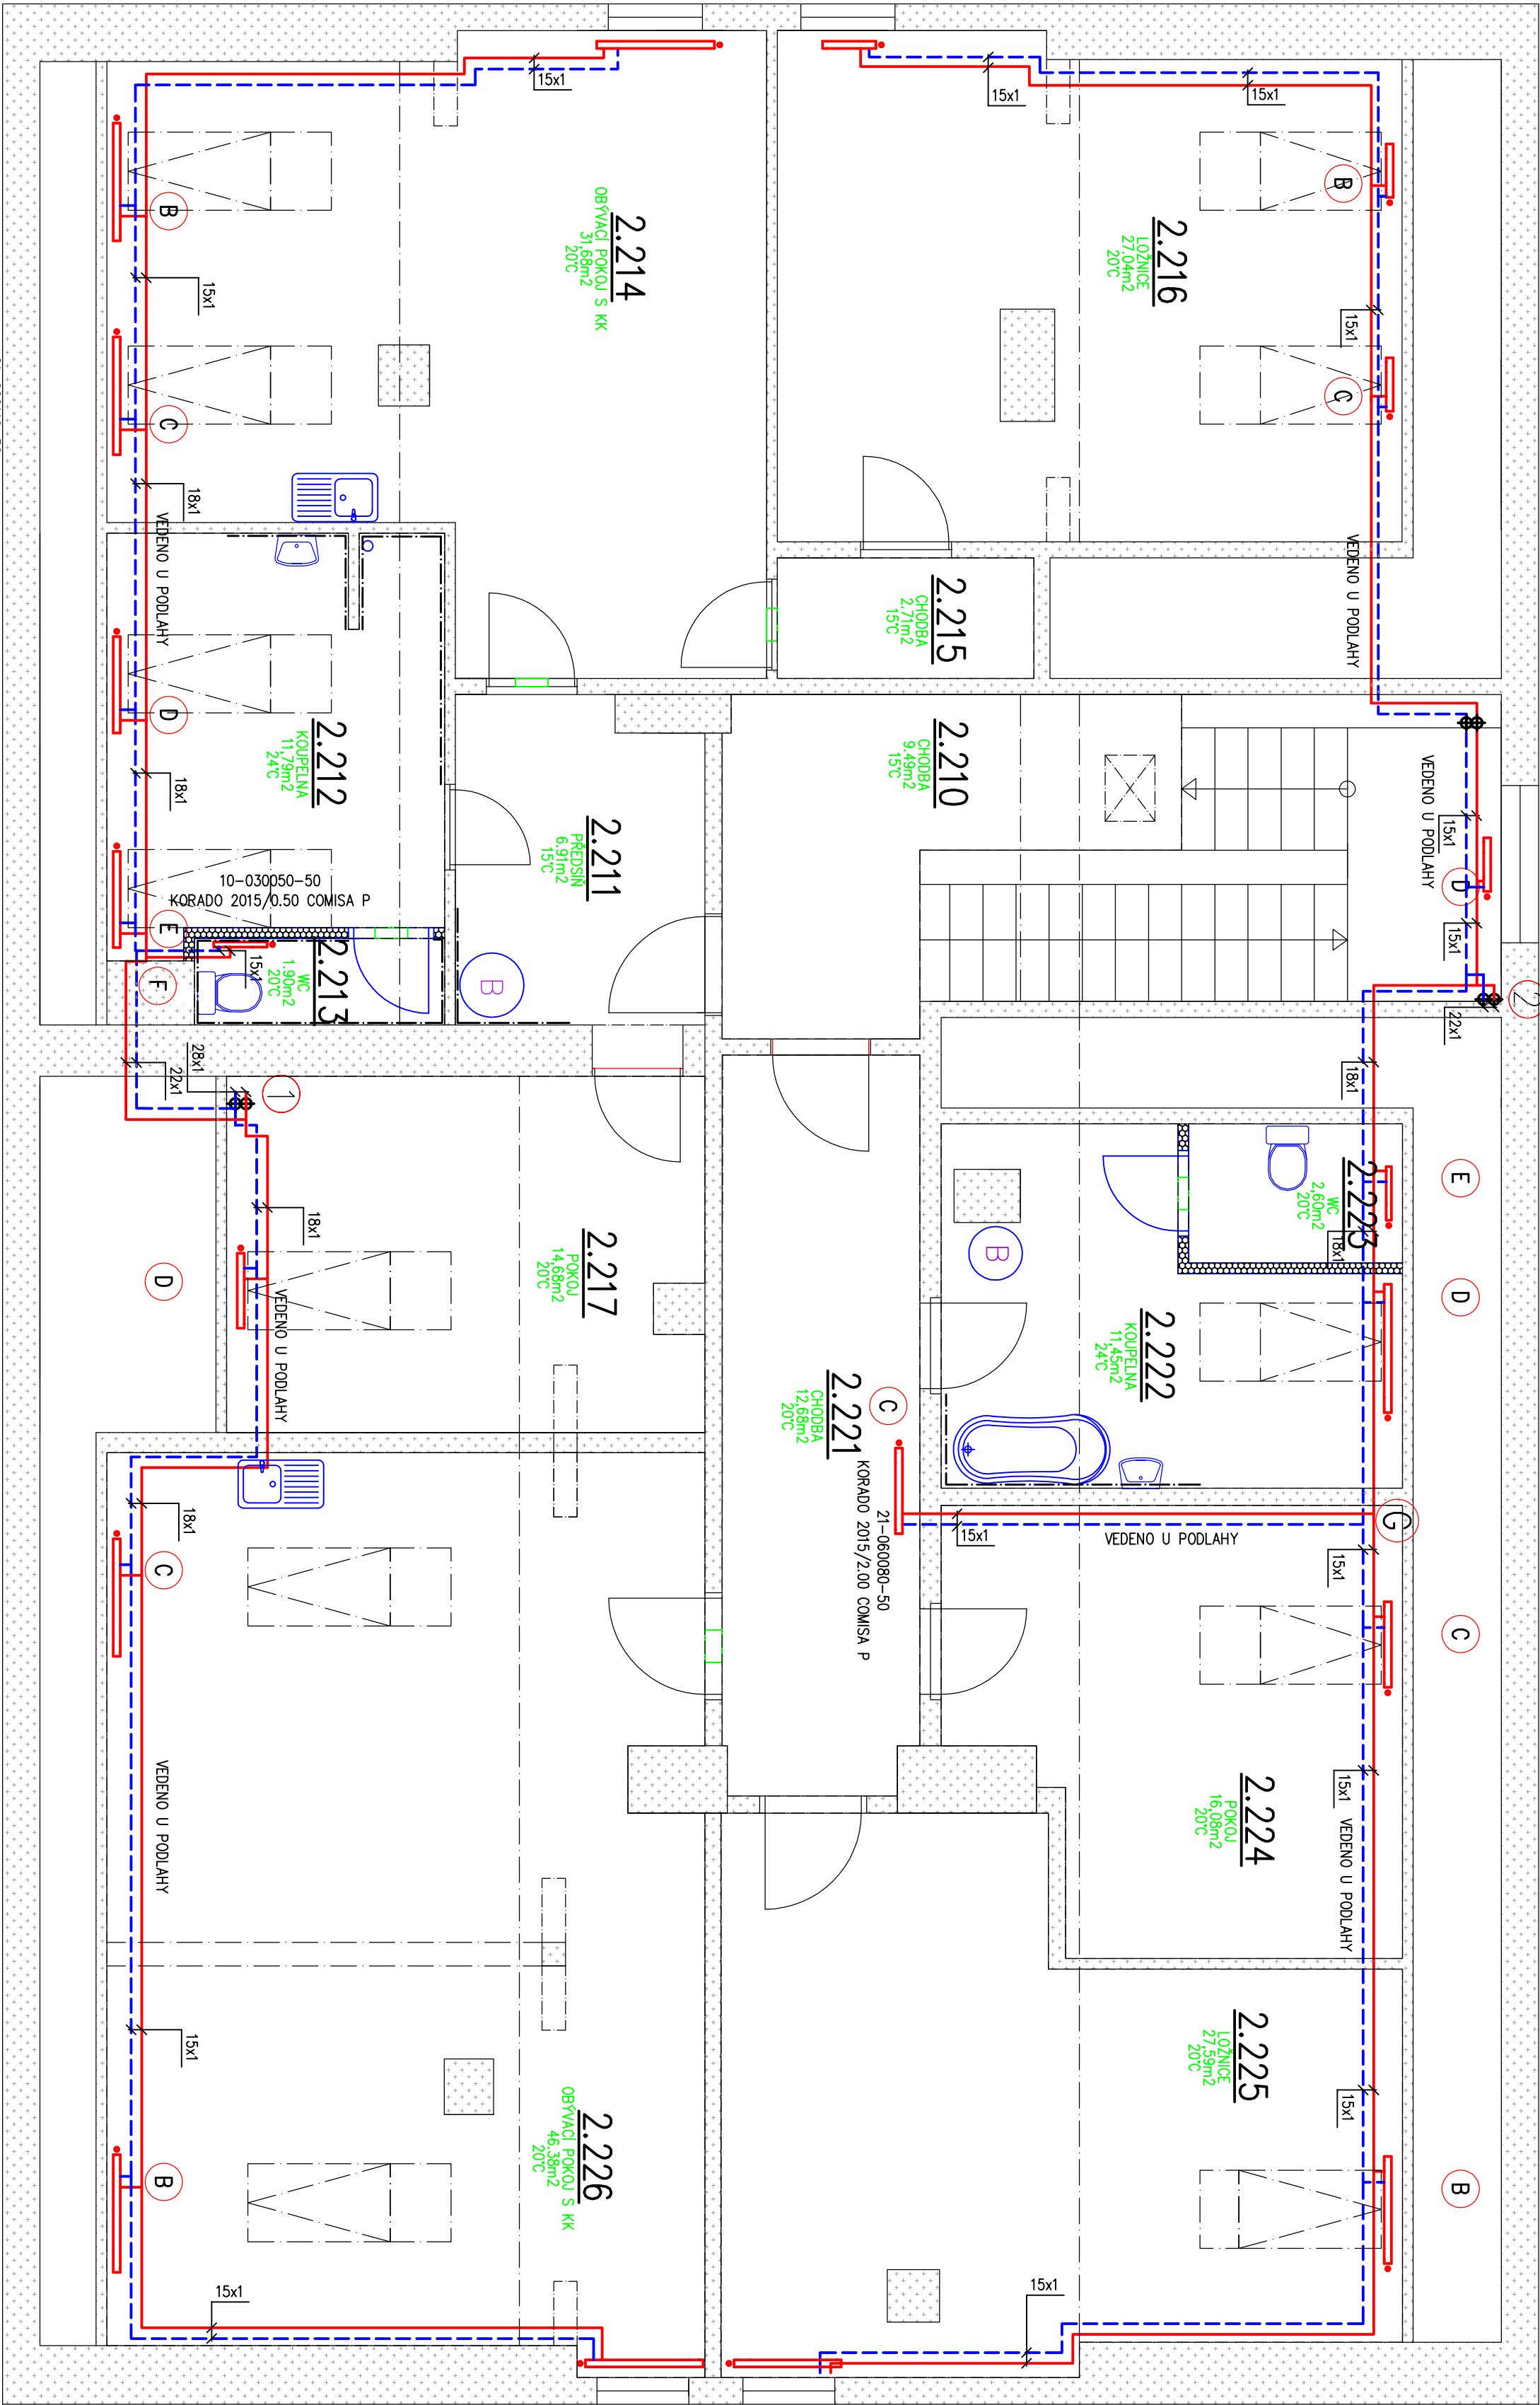 2.214
OBÝVACÍ POKOJ S KK
31,68m2
20°C
2.216
LOŽNICE
27,04m2
20°C
2.215
CHODBA
2.71m2
15°C
2.210
CHODBA
9.49m2
15°C
2.211
PŘEDSÍŇ
6.91m2
15°C
2.212
KOUPELNA
11,79m2
24°C
2.213
WC
1.90m2
20°C
2.217
POKOJ
14,68m2
20°C
2.221
CHODBA
12,68m2
20°C
2.222
KOUPELNA
11,45m2
24°C
2.223
WC
2,60m2
20°C
2.224
POKOJ
16,08m2
20°C
2.225
LOŽNICE
27,59m2
20°C
2.226
OBÝVACÍ POKOJ S KK
46,38m2
20°C
10-030050-50
KORADO 2015/0.50 COMISA P
21-060080-50
KORADO 2015/2.00 COMISA P
VEDENO U PODLAHY
VEDENO U PODLAHY
VEDENO U PODLAHY
VEDENO U PODLAHY
VEDENO U PODLAHY
VEDENO U PODLAHY
VEDENO U PODLAHY
15x1
15x1
15x1
15x1
15x1
18x1
18x1
15x1
15x1
15x1
22x1
18x1
18x1
28x1
22x1
18x1
18x1
15x1
15x1
15x1
15x1
15x1
15x1
15x1
B
C
D
E
F
B
C
D
1
2
B
B
E
D
C
B
G
C
D
C
B